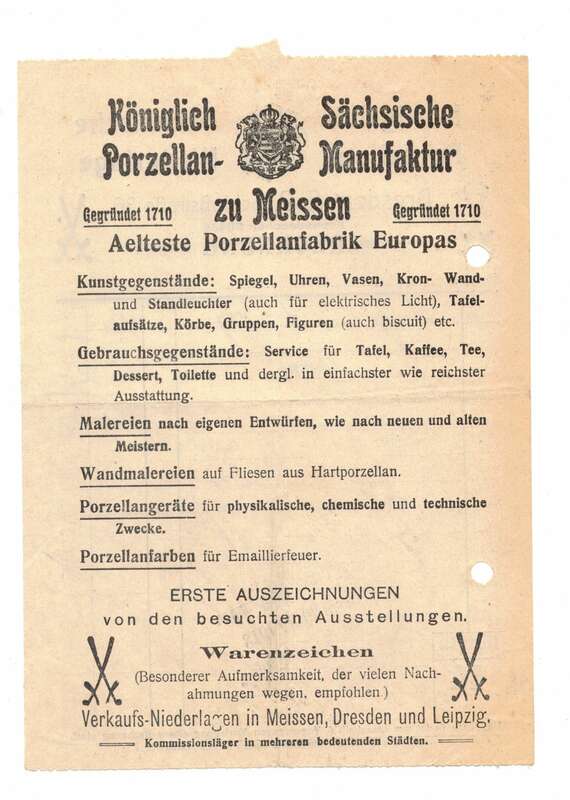 Königlich Sächsische
Porzellan- Manufaktur
Gegründet 1710 zu Meissen Gegründet 1710
Aelteste Porzellanfabrik Europas
Kunstgegenstände: Spiegel, Uhren, Vasen, Kron- Wand-
und Standleuchter (auch für elektrisches Licht), Tafel-
aufsätze, Körbe, Gruppen, Figuren (auch biscuit) etc.
Gebrauchsgegenstände: Service für Tafel, Kaffee, Tee,
Dessert, Toilette und dergl. in einfachster wie reichster
Ausstattung.
Malereien nach eigenen Entwürfen, wie nach neuen und alten
Meistern.
Wandmalereien auf Fliesen aus Hartporzellan.
Porzellangeräte für physikalische, chemische und technische
Zwecke.
Porzellanfarben für Emaillierfeuer.
ERSTE AUSZEICHNUNGEN
von den besuchten Ausstellungen.
Warenzeichen
(Besonderer Aufmerksamkeit, der vielen Nach-
ahmungen wegen, empfohlen.)
Verkaufs-Niederlagen in Meissen, Dresden und Leipzig.
Kommissionsläger in mehreren bedeutenden Städten.